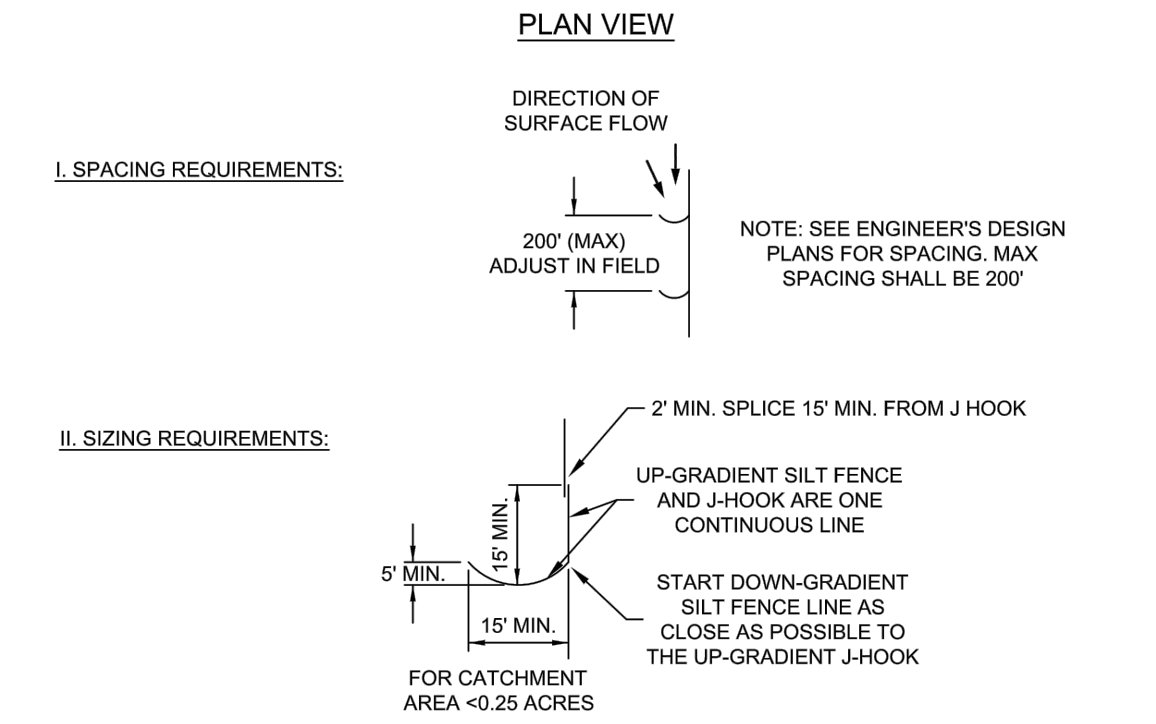 PLAN VIEW
DIRECTION OF
SURFACE FLOW
I. SPACING REQUIREMENTS:
200' (MAX)
ADJUST IN FIELD
NOTE: SEE ENGINEER'S DESIGN
PLANS FOR SPACING. MAX
SPACING SHALL BE 200'
II. SIZING REQUIREMENTS:
2' MIN. SPLICE 15' MIN. FROM J HOOK
UP-GRADIENT SILT FENCE
AND J-HOOK ARE ONE
CONTINUOUS LINE
15' MIN.
5' MIN.
15' MIN.
START DOWN-GRADIENT
SILT FENCE LINE AS
CLOSE AS POSSIBLE TO
THE UP-GRADIENT J-HOOK
FOR CATCHMENT
AREA <0.25 ACRES